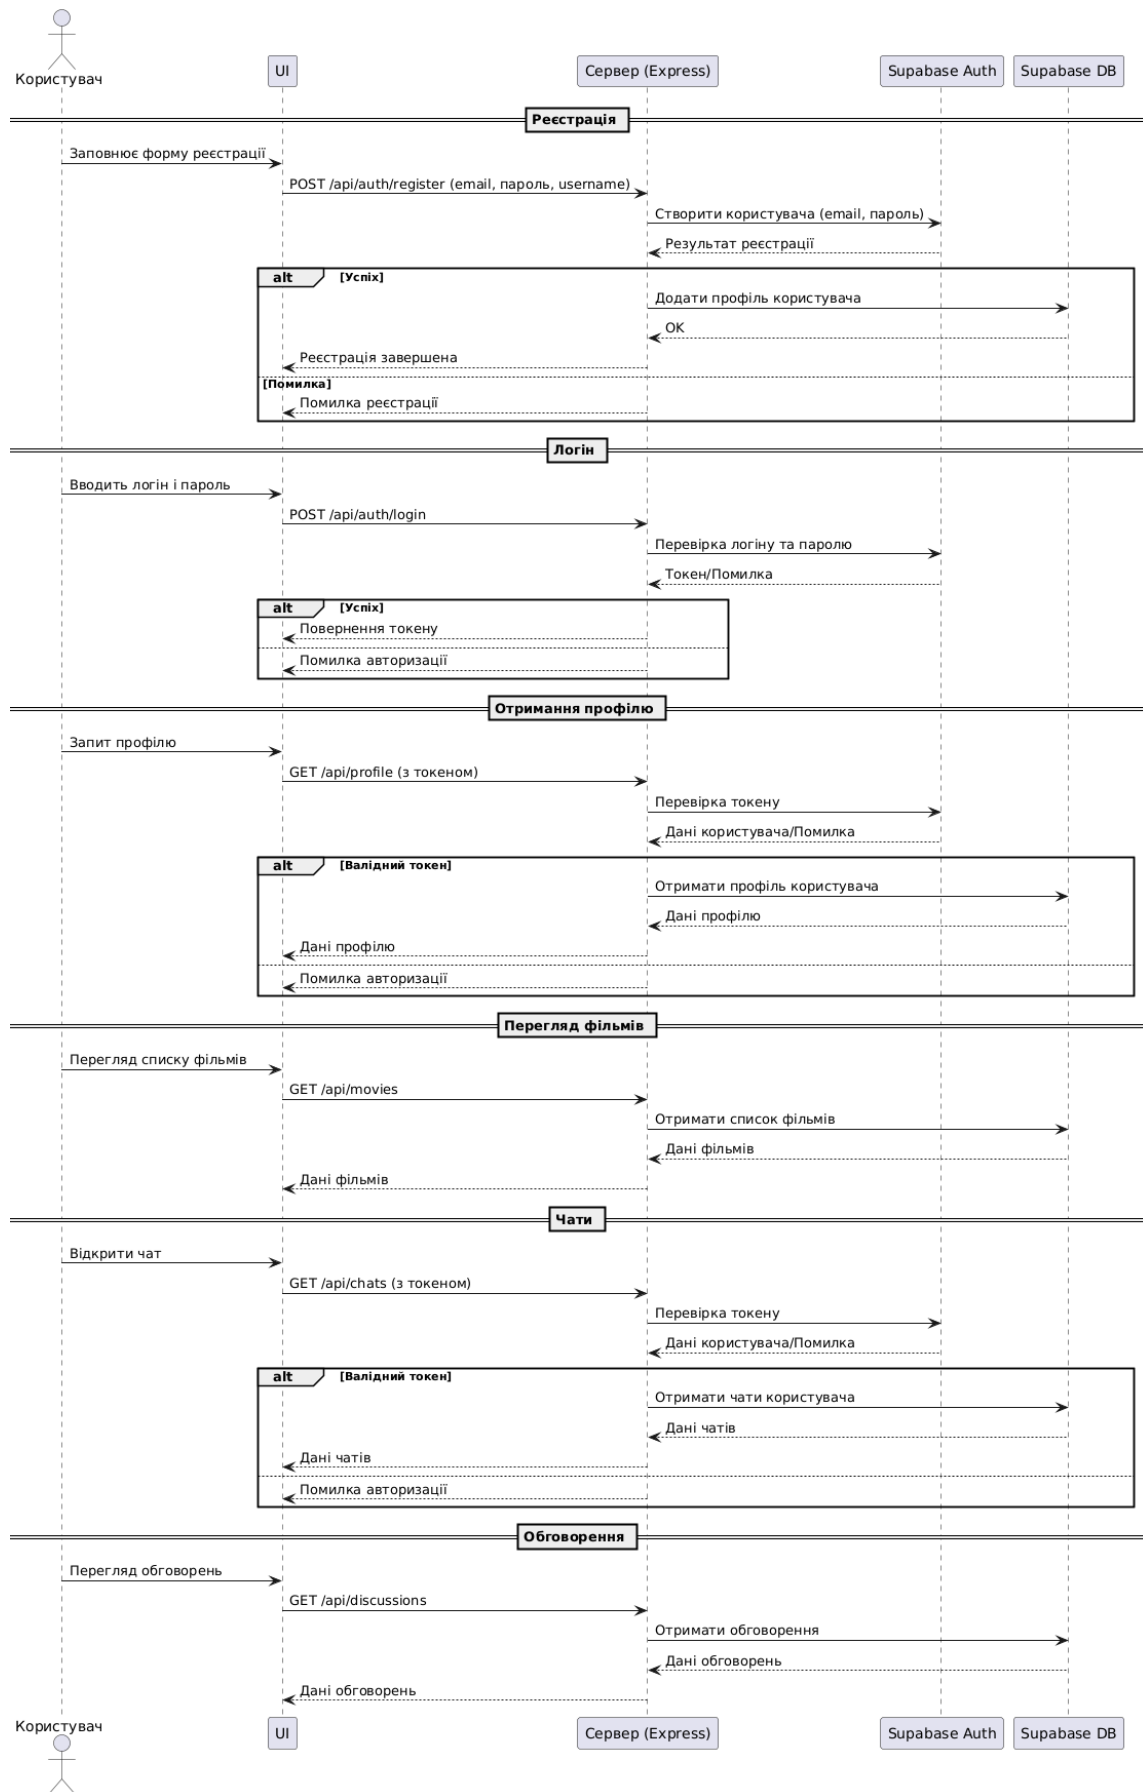 Користувач
UI
Сервер (Express)
Supabase Auth
Supabase DB
Реєстрація
Заповнює форму реєстрації
POST /api/auth/register (email, пароль, username)
Створити користувача (email, пароль)
Результат реєстрації
alt [Успіх]
Додати профіль користувача
OK
Реєстрація завершена
[Помилка]
Помилка реєстрації
Логін
Вводить логін і пароль
POST /api/auth/login
Перевірка логіну та паролю
Токен/Помилка
alt [Успіх]
Повернення токену
Помилка авторизації
Отримання профілю
Запит профілю
GET /api/profile (з токеном)
Перевірка токену
Дані користувача/Помилка
alt [Валідний токен]
Отримати профіль користувача
Дані профілю
Дані профілю
Помилка авторизації
Перегляд фільмів
Перегляд списку фільмів
GET /api/movies
Отримати список фільмів
Дані фільмів
Дані фільмів
Чати
Відкрити чат
GET /api/chats (з токеном)
Перевірка токену
Дані користувача/Помилка
alt [Валідний токен]
Отримати чати користувача
Дані чатів
Дані чатів
Помилка авторизації
Обговорення
Перегляд обговорень
GET /api/discussions
Отримати обговорення
Дані обговорень
Дані обговорень
Користувач
UI
Сервер (Express)
Supabase Auth
Supabase DB